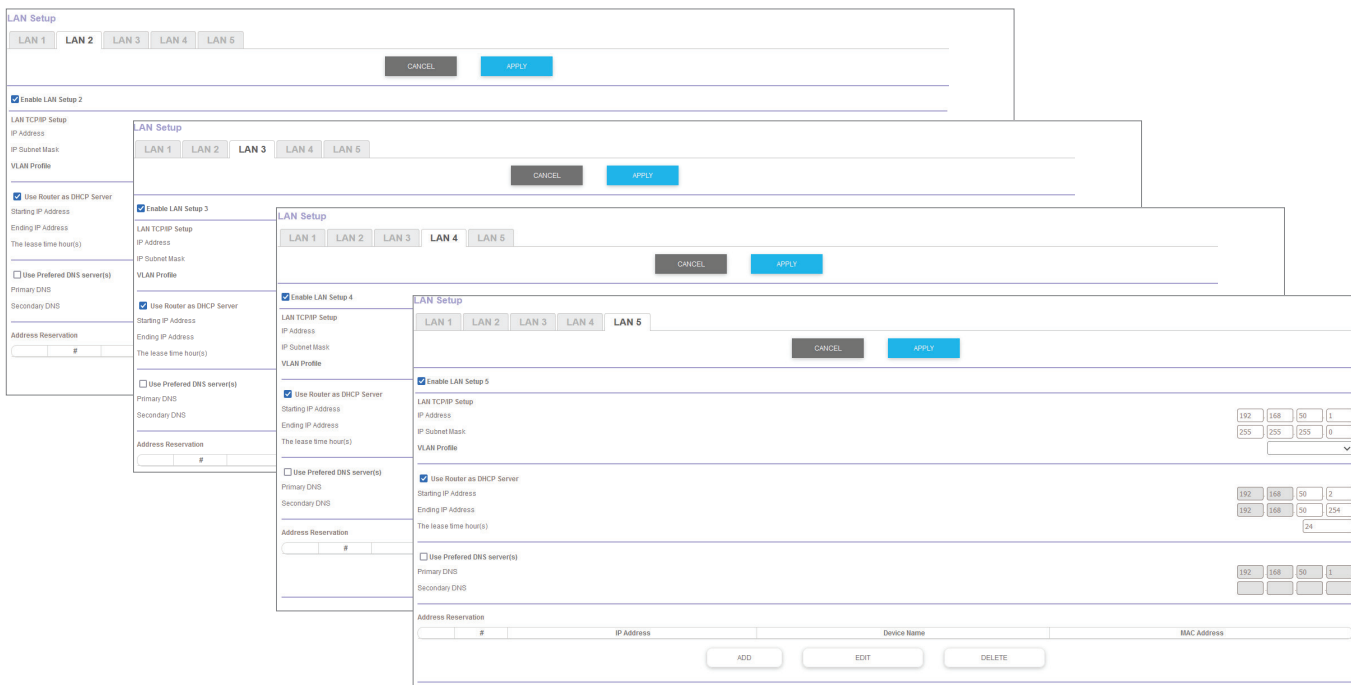 LAN Setup
LAN 1 LAN 2 LAN 3 LAN 4 LAN 5
CANCEL APPLY
Enable LAN Setup 2
LAN TCP/IP Setup
IP Address
IP Subnet Mask
VLAN Profile
Use Router as DHCP Server
Starting IP Address
Ending IP Address
The lease time hour(s)
Use Prefered DNS server(s)
Primary DNS
Secondary DNS
Address Reservation
#
LAN Setup
LAN 1 LAN 2 LAN 3 LAN 4 LAN 5
CANCEL APPLY
Enable LAN Setup 3
LAN TCP/IP Setup
IP Address
IP Subnet Mask
VLAN Profile
Use Router as DHCP Server
Starting IP Address
Ending IP Address
The lease time hour(s)
Use Prefered DNS server(s)
Primary DNS
Secondary DNS
Address Reservation
#
LAN Setup
LAN 1 LAN 2 LAN 3 LAN 4 LAN 5
CANCEL APPLY
Enable LAN Setup 4
LAN TCP/IP Setup
IP Address
IP Subnet Mask
VLAN Profile
Use Router as DHCP Server
Starting IP Address
Ending IP Address
The lease time hour(s)
Use Prefered DNS server(s)
Primary DNS
Secondary DNS
Address Reservation
#
LAN Setup
LAN 1 LAN 2 LAN 3 LAN 4 LAN 5
CANCEL APPLY
Enable LAN Setup 5
LAN TCP/IP Setup
IP Address 192 . 168 . 50 . 1
IP Subnet Mask 255 . 255 . 255 . 0
VLAN Profile
Use Router as DHCP Server
Starting IP Address 192 . 168 . 50 . 2
Ending IP Address 192 . 168 . 50 . 254
The lease time hour(s) 24
Use Prefered DNS server(s)
Primary DNS 192 . 168 . 50 . 1
Secondary DNS . . .
Address Reservation
# IP Address Device Name MAC Address
ADD EDIT DELETE